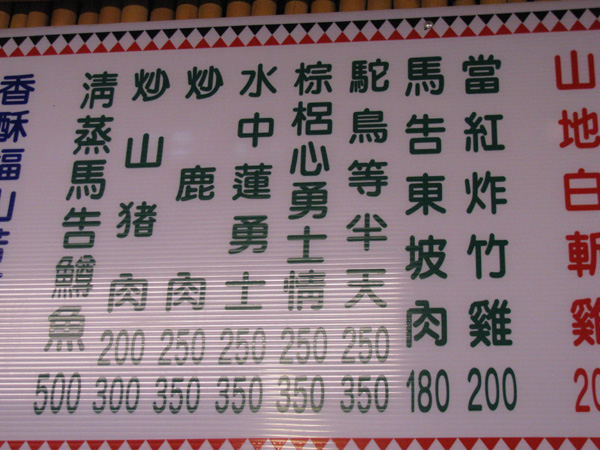 山地白斬雞 20
當紅炸竹雞 200
馬告東坡肉 180
駝鳥等半天 250 350
棕梠心勇士情 250 350
水中蓮勇士 250 350
炒鹿肉 250 350
炒山猪肉 200 300
清蒸馬告鱒魚 500
香酥福山